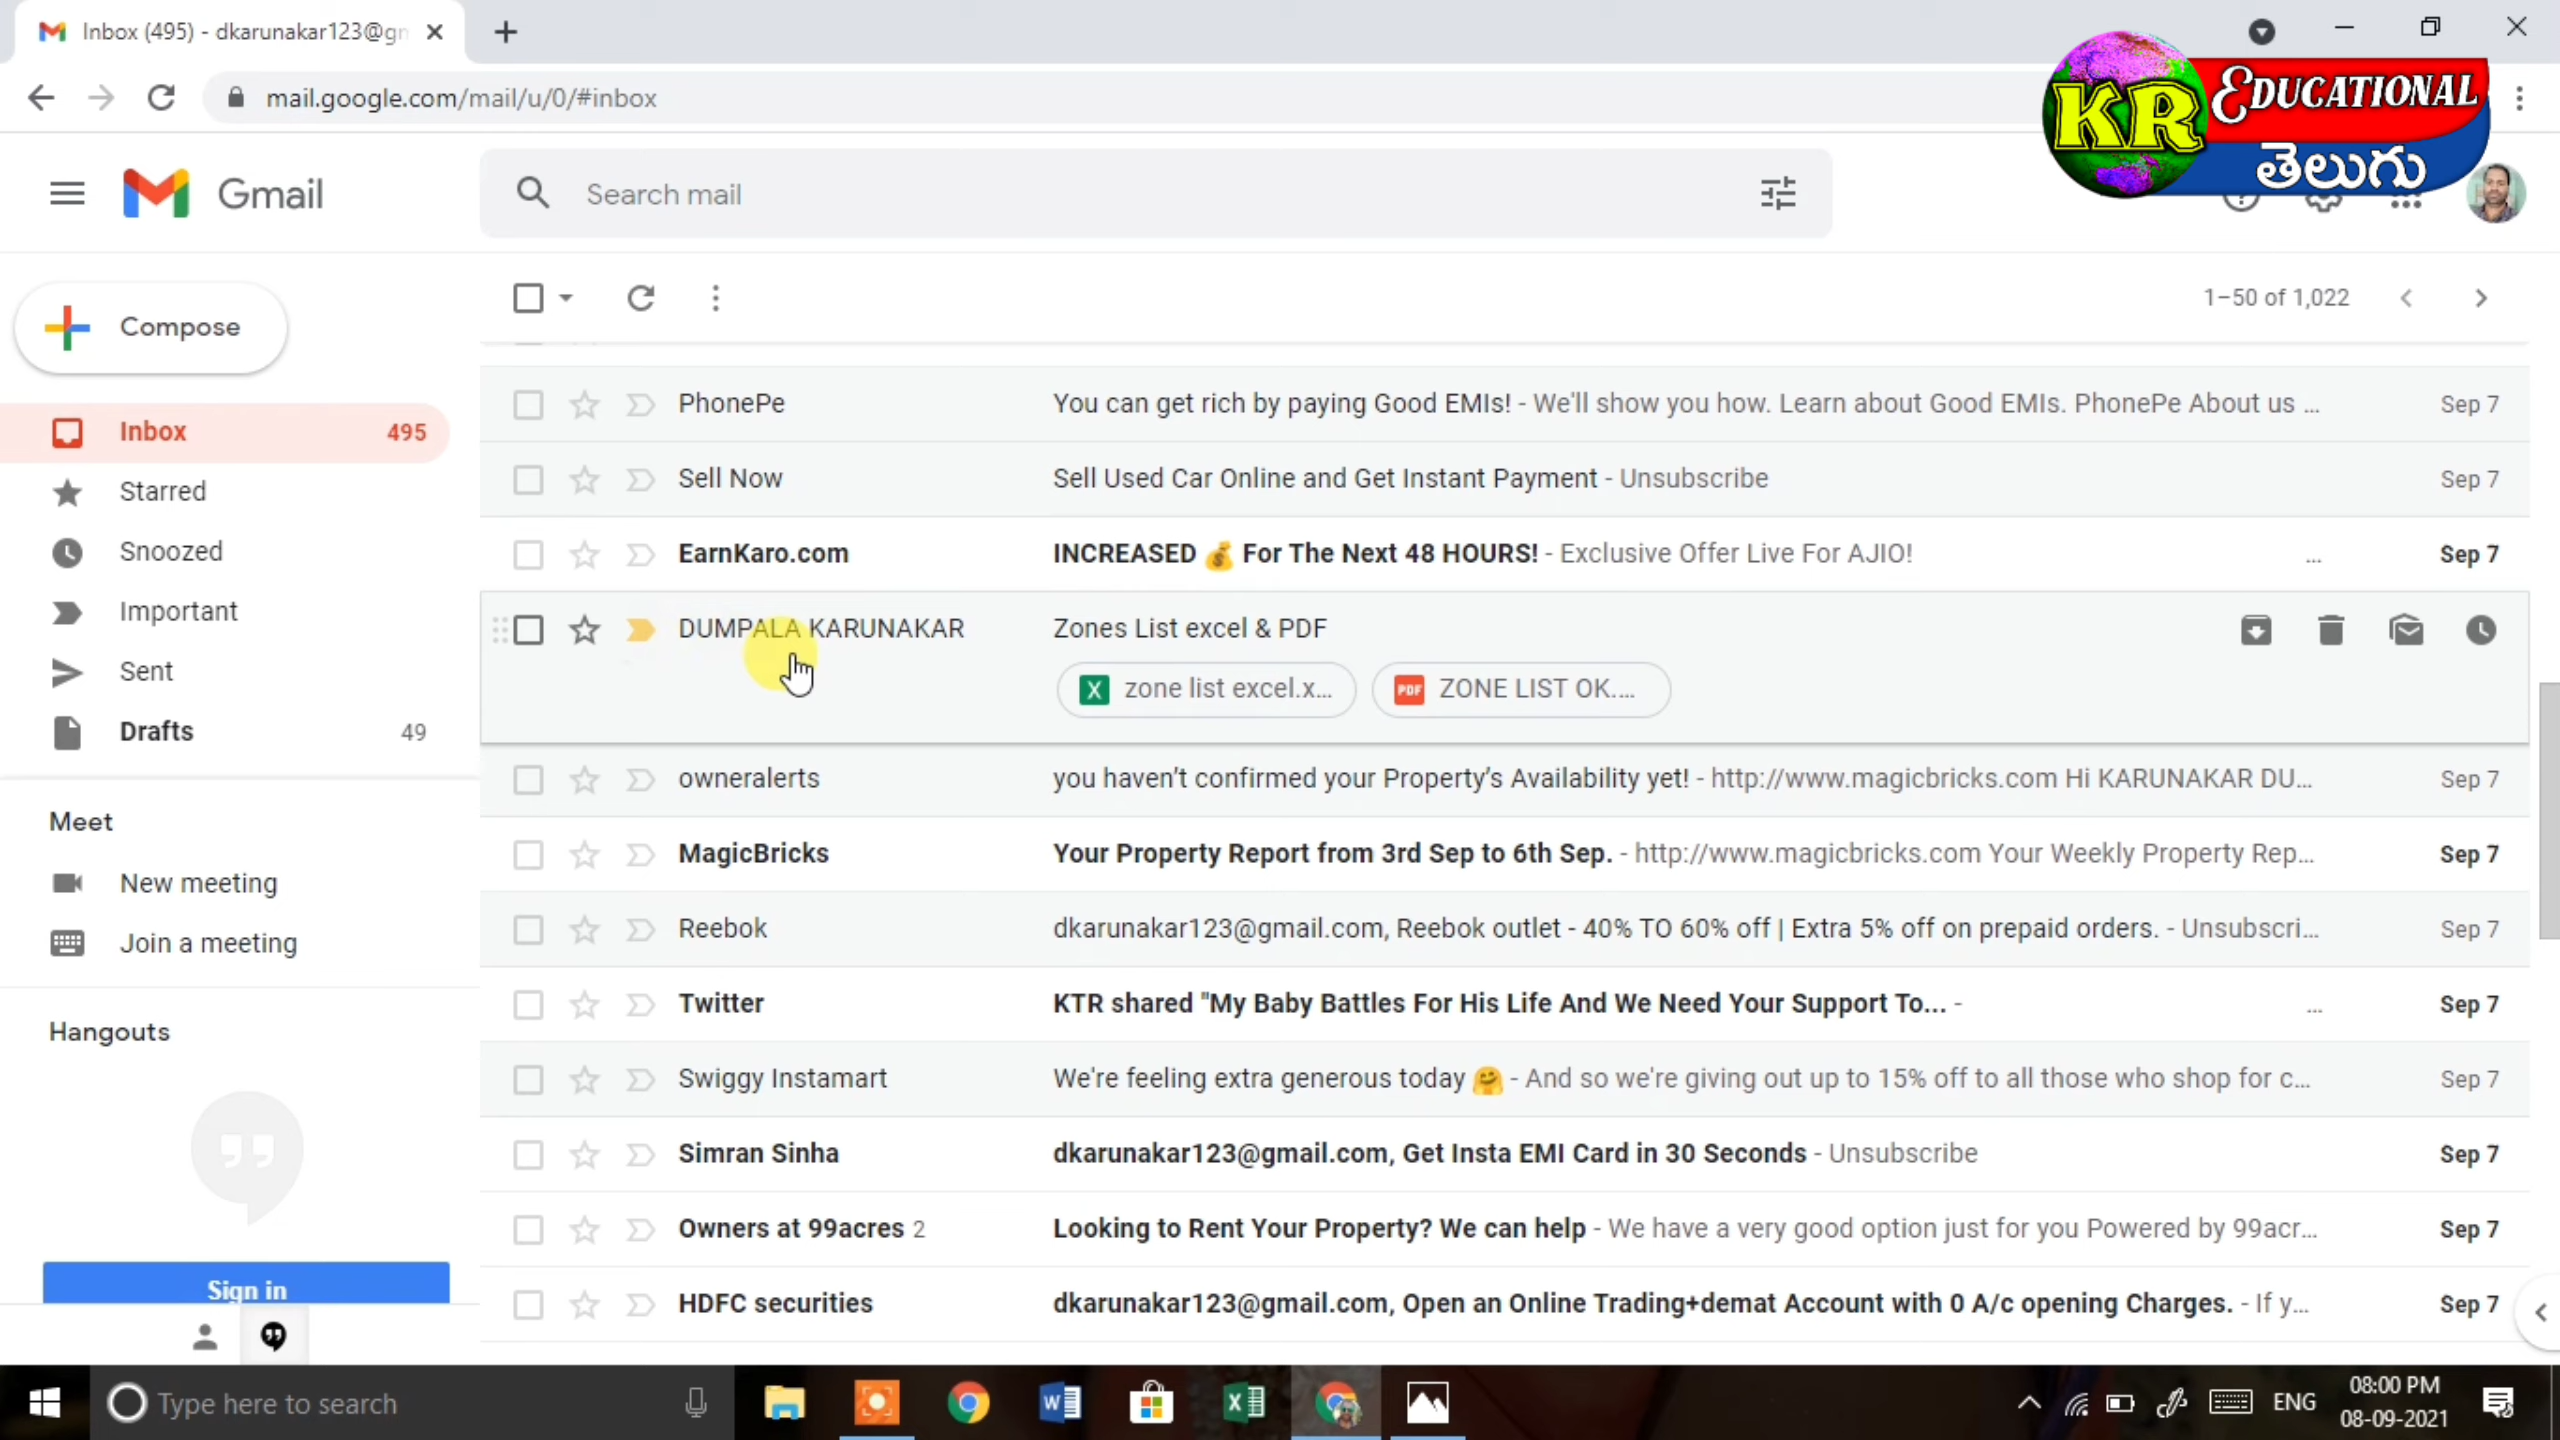 Inbox (495) - dkarunakar123@gm
mail.google.com/mail/u/0/#inbox
KR EDUCATIONAL
తెలుగు
Gmail
Search mail
Compose
1–50 of 1,022
Inbox 495
Starred
Snoozed
Important
Sent
Drafts 49
Meet
New meeting
Join a meeting
Hangouts
Sign in
PhonePe You can get rich by paying Good EMIs! - We'll show you how. Learn about Good EMIs. PhonePe About us ... Sep 7
Sell Now Sell Used Car Online and Get Instant Payment - Unsubscribe Sep 7
EarnKaro.com INCREASED 💰 For The Next 48 HOURS! - Exclusive Offer Live For AJIO! ... Sep 7
DUMPALA KARUNAKAR Zones List excel & PDF
X zone list excel.x... PDF ZONE LIST OK....
owneralerts you haven’t confirmed your Property’s Availability yet! - http://www.magicbricks.com Hi KARUNAKAR DU... Sep 7
MagicBricks Your Property Report from 3rd Sep to 6th Sep. - http://www.magicbricks.com Your Weekly Property Rep... Sep 7
Reebok dkarunakar123@gmail.com, Reebok outlet - 40% TO 60% off | Extra 5% off on prepaid orders. - Unsubscri... Sep 7
Twitter KTR shared "My Baby Battles For His Life And We Need Your Support To... - ... Sep 7
Swiggy Instamart We're feeling extra generous today 🤗 - And so we're giving out up to 15% off to all those who shop for c... Sep 7
Simran Sinha dkarunakar123@gmail.com, Get Insta EMI Card in 30 Seconds - Unsubscribe Sep 7
Owners at 99acres 2 Looking to Rent Your Property? We can help - We have a very good option just for you Powered by 99acr... Sep 7
HDFC securities dkarunakar123@gmail.com, Open an Online Trading+demat Account with 0 A/c opening Charges. - If y... Sep 7
Type here to search
ENG
08:00 PM
08-09-2021